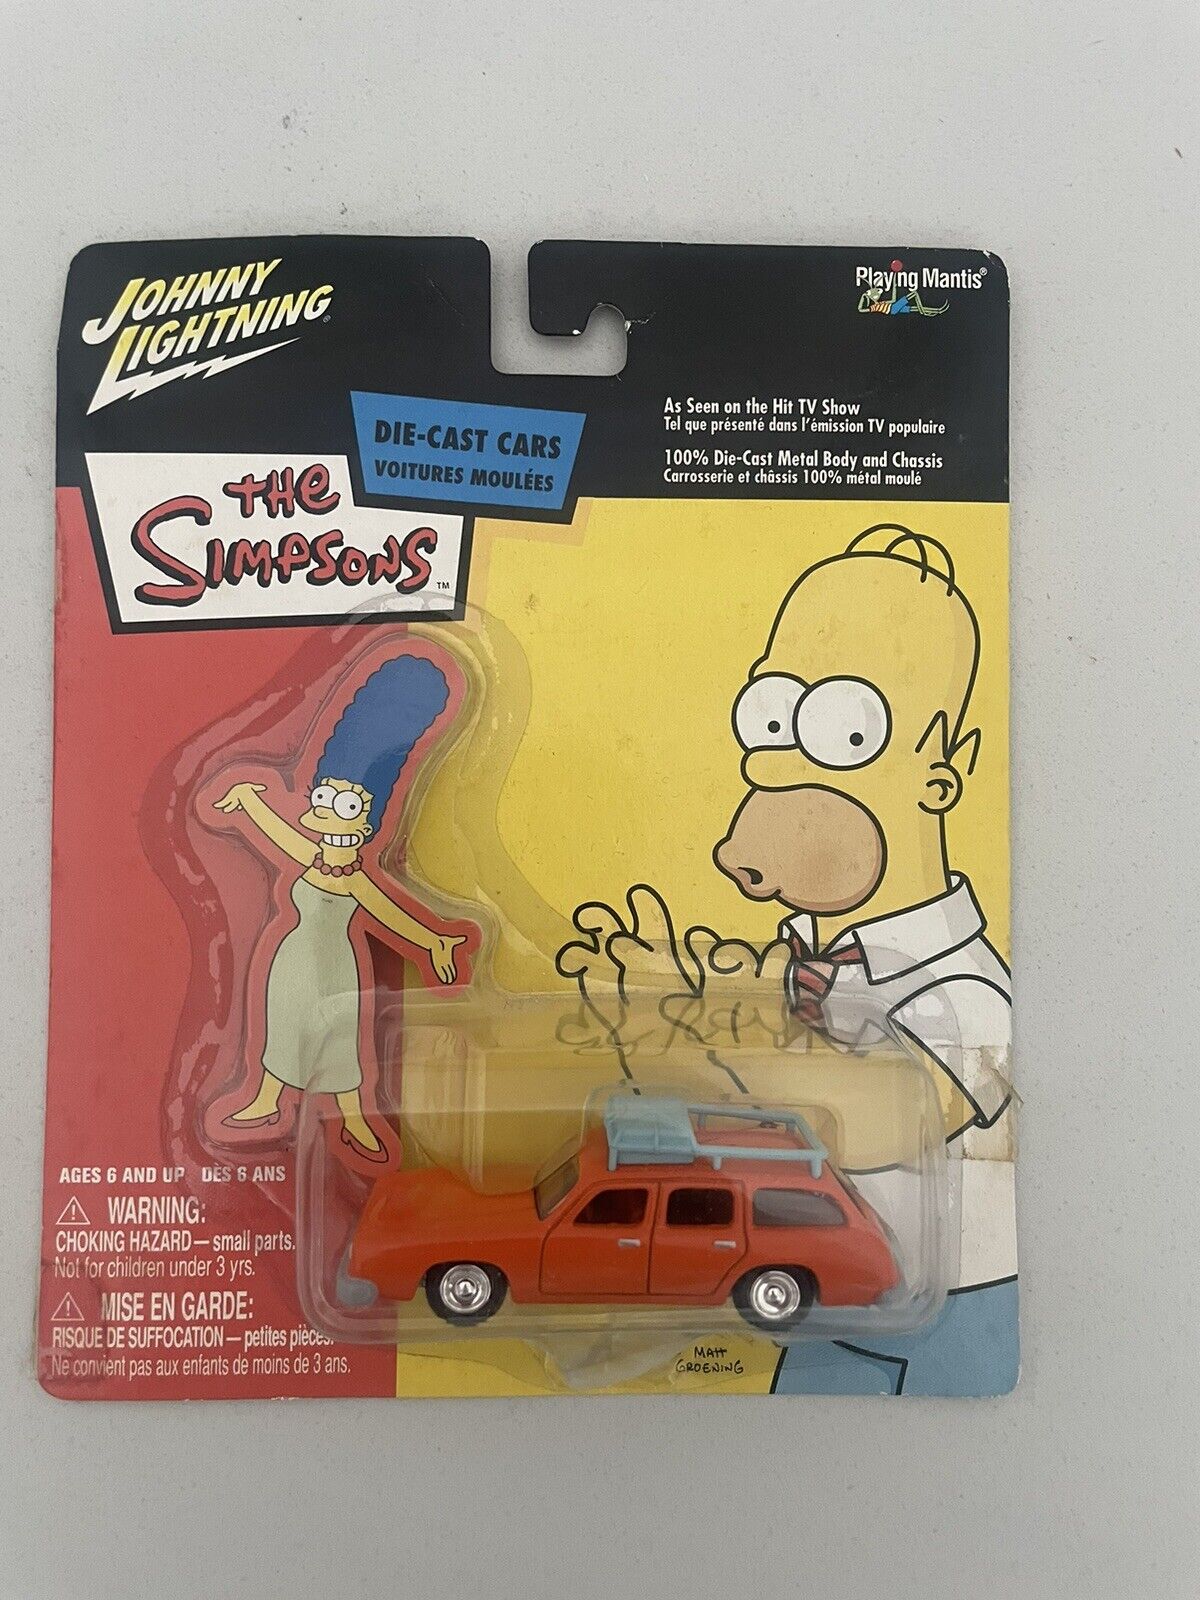 JOHNNY
LIGHTNING®
Playing Mantis®
DIE-CAST CARS
VOITURES MOULÉES
As Seen on the Hit TV Show
Tel que présenté dans l'émission TV populaire
100% Die-Cast Metal Body and Chassis
Carrosserie et châssis 100% métal moulé
THE
SIMPSONS™
AGES 6 AND UP DÈS 6 ANS
⚠ WARNING:
CHOKING HAZARD — small parts.
Not for children under 3 yrs.
⚠ MISE EN GARDE:
RISQUE DE SUFFOCATION — petites pièces.
Ne convient pas aux enfants de moins de 3 ans.
MATT
GROENING